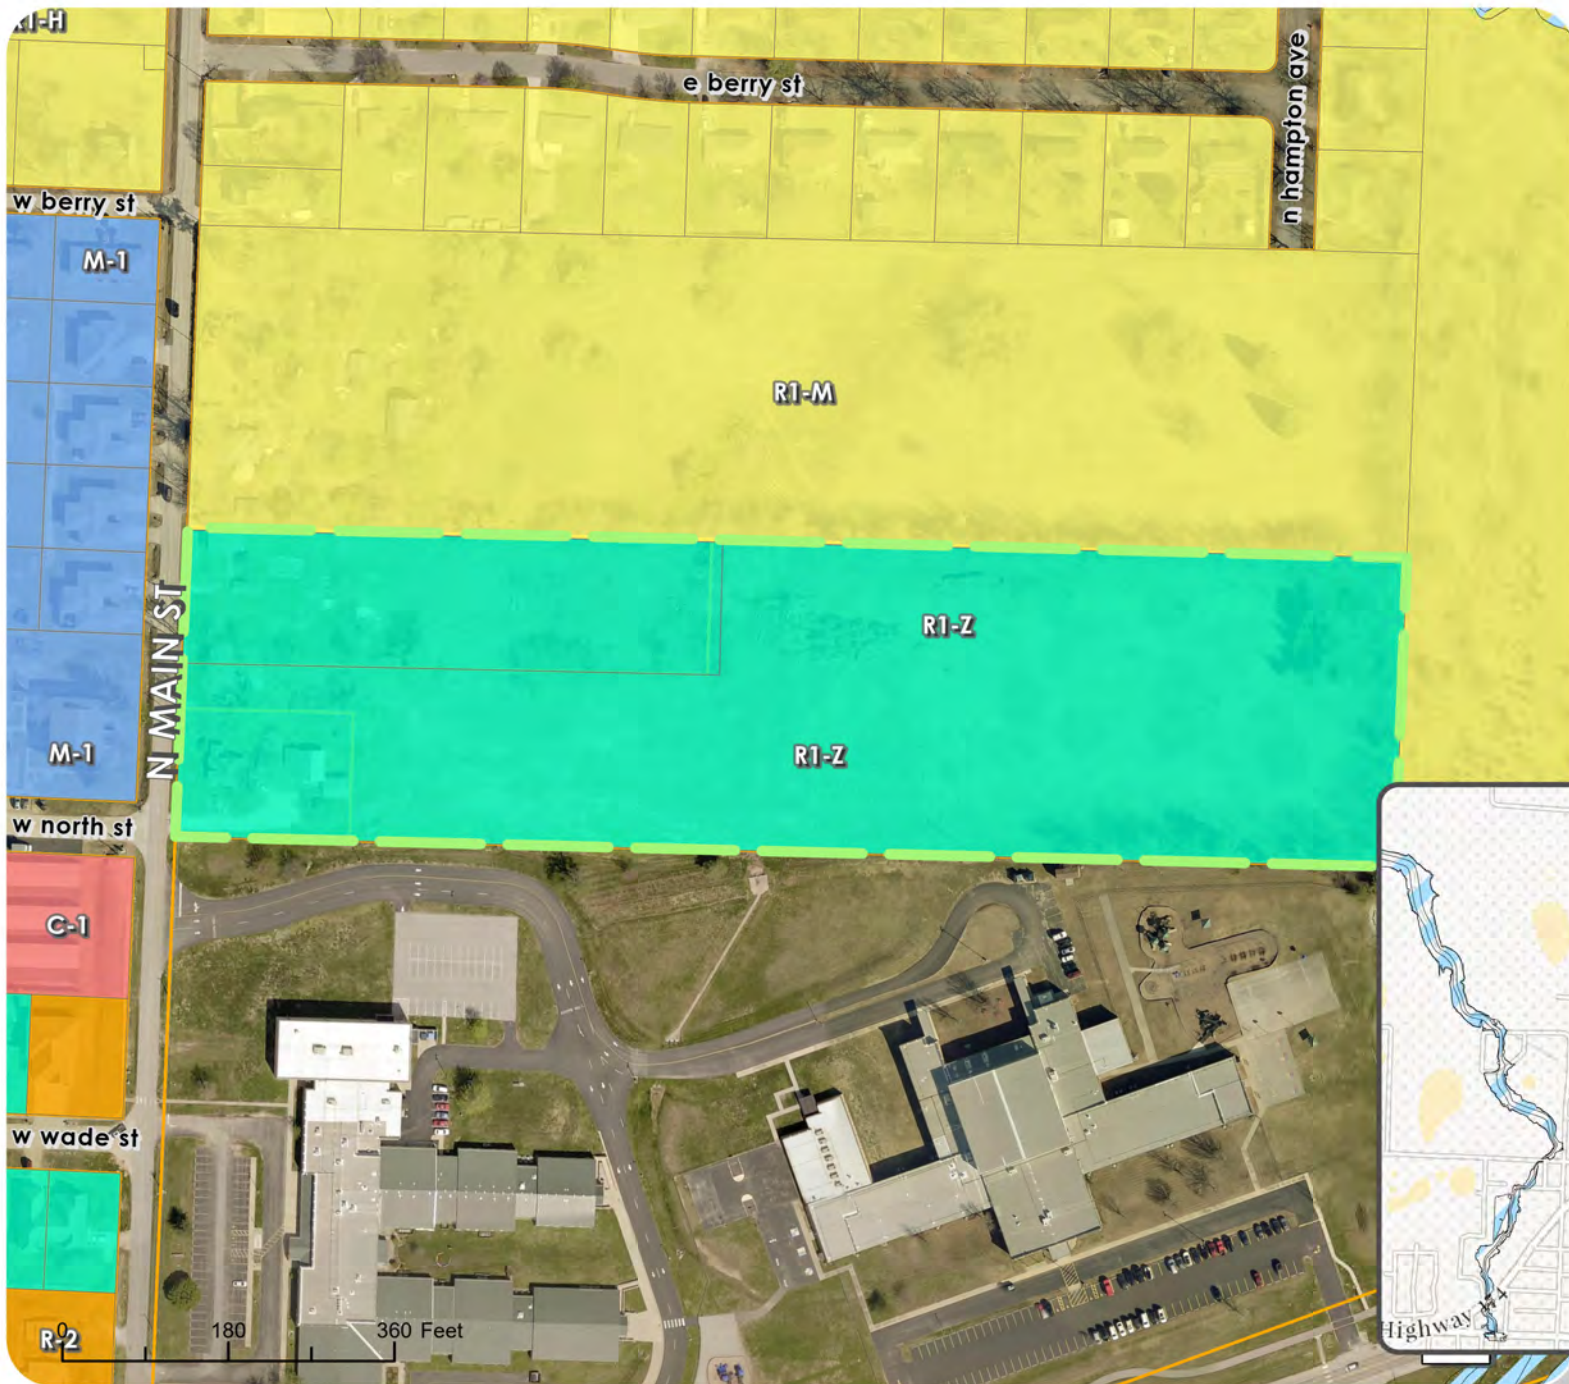 R1-H
e berry st
n hampton ave
w berry st
M-1
R1-M
N MAIN ST
R1-Z
R1-Z
M-1
w north st
C-1
w wade st
R-2
0 180 360 Feet
Highway